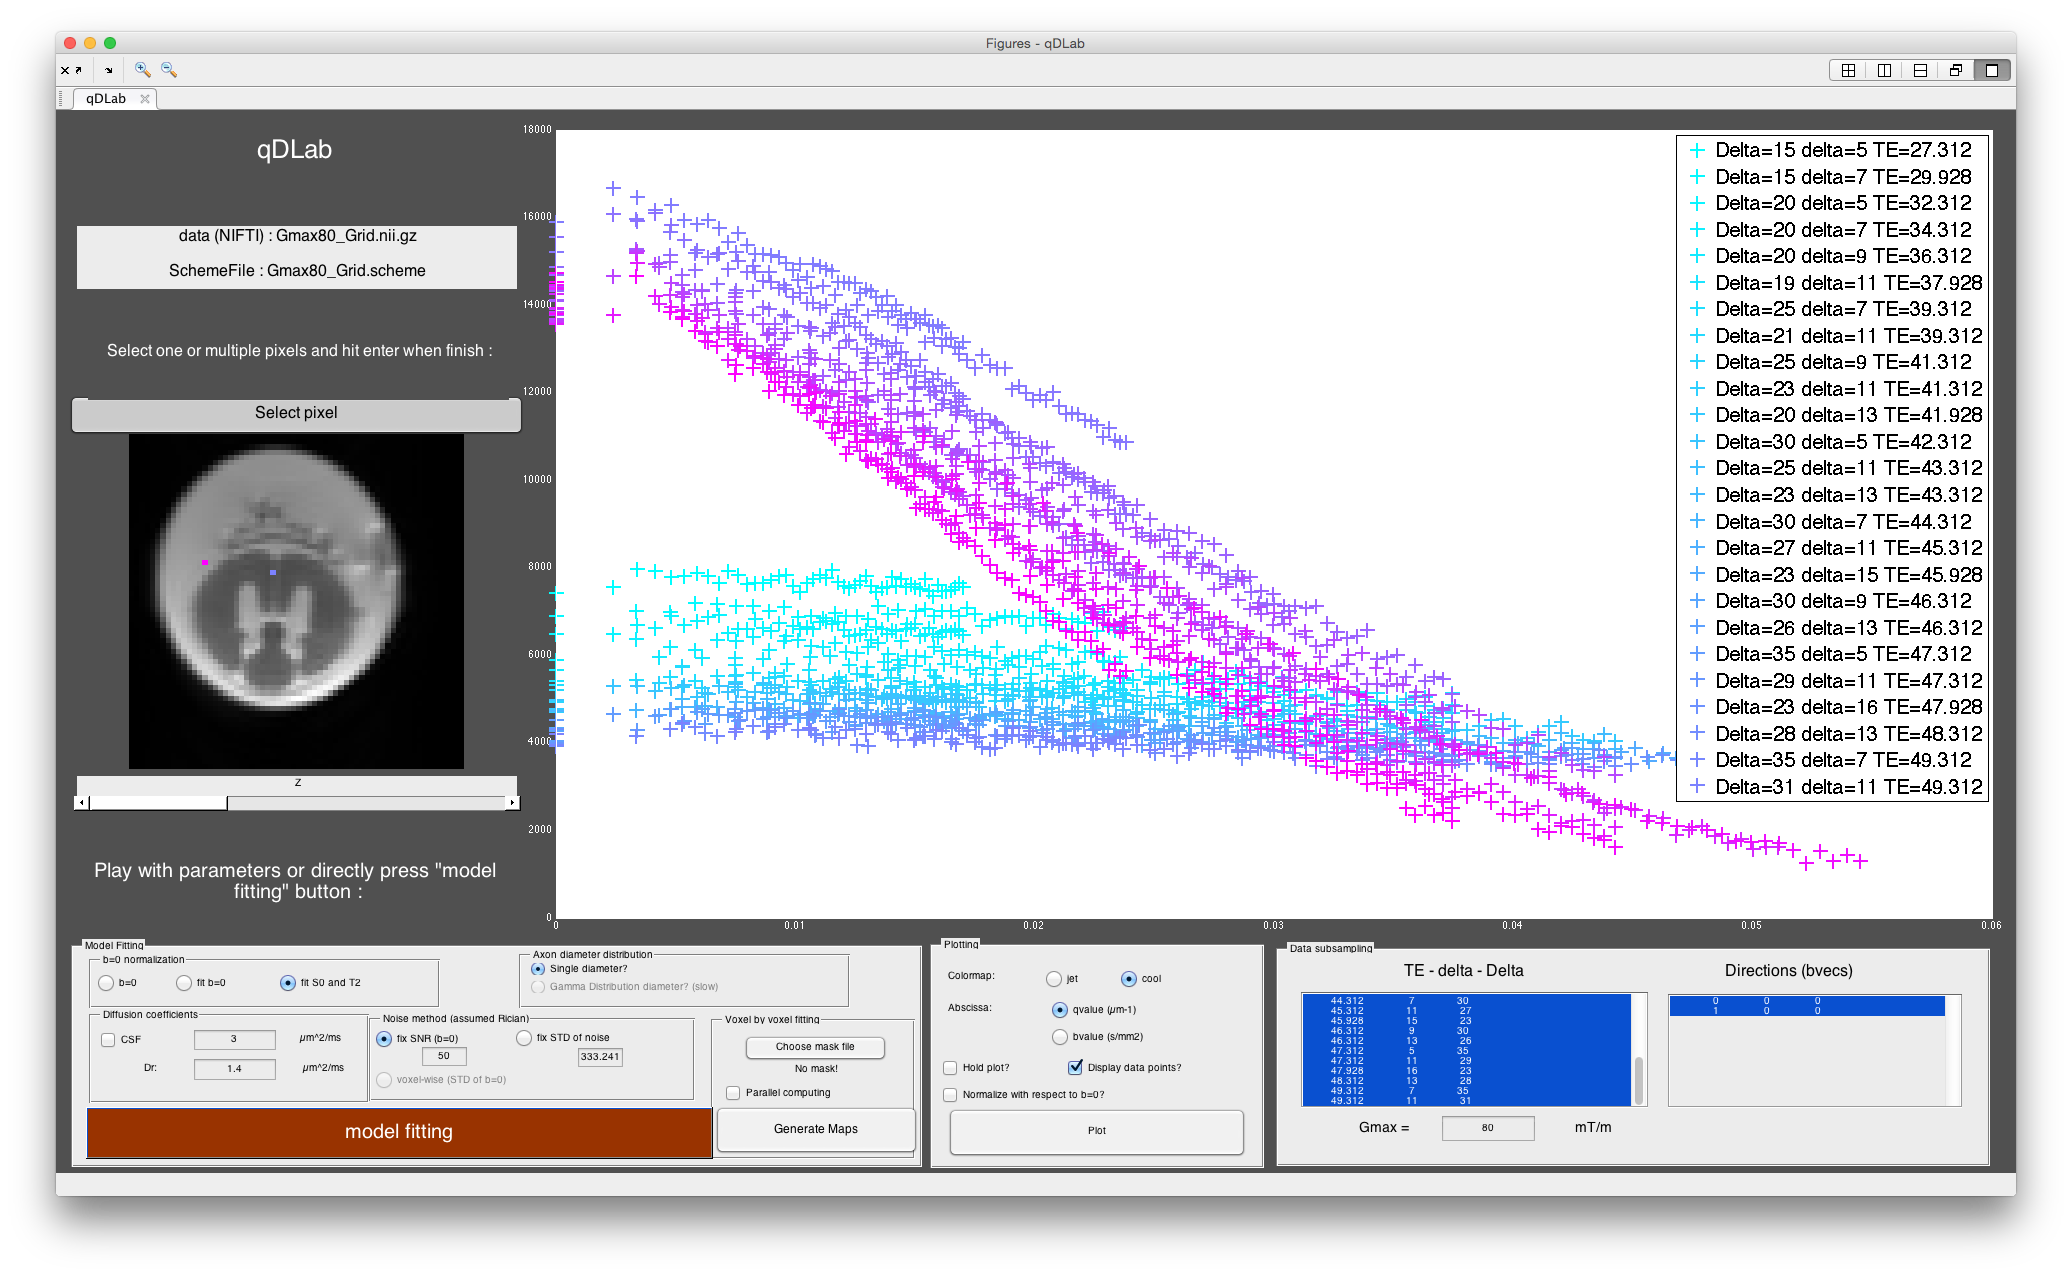 Figures - qDLab
qDLab
qDLab
data (NIFTI) : Gmax80_Grid.nii.gz
SchemeFile : Gmax80_Grid.scheme
Select one or multiple pixels and hit enter when finish :
Select pixel
z
Play with parameters or directly press "model
fitting" button :
18000
16000
14000
12000
10000
8000
6000
4000
2000
0
0 0.01 0.02 0.03 0.04 0.05 0.06
Delta=15 delta=5 TE=27.312
Delta=15 delta=7 TE=29.928
Delta=20 delta=5 TE=32.312
Delta=20 delta=7 TE=34.312
Delta=20 delta=9 TE=36.312
Delta=19 delta=11 TE=37.928
Delta=25 delta=7 TE=39.312
Delta=21 delta=11 TE=39.312
Delta=25 delta=9 TE=41.312
Delta=23 delta=11 TE=41.312
Delta=20 delta=13 TE=41.928
Delta=30 delta=5 TE=42.312
Delta=25 delta=11 TE=43.312
Delta=23 delta=13 TE=43.312
Delta=30 delta=7 TE=44.312
Delta=27 delta=11 TE=45.312
Delta=23 delta=15 TE=45.928
Delta=30 delta=9 TE=46.312
Delta=26 delta=13 TE=46.312
Delta=35 delta=5 TE=47.312
Delta=29 delta=11 TE=47.312
Delta=23 delta=16 TE=47.928
Delta=28 delta=13 TE=48.312
Delta=35 delta=7 TE=49.312
Delta=31 delta=11 TE=49.312
Model Fitting
b=0 normalization
b=0 fit b=0 fit S0 and T2
Axon diameter distribution
Single diameter?
Gamma Distribution diameter? (slow)
Diffusion coefficients
CSF 3 µm^2/ms
Dr: 1.4 µm^2/ms
Noise method (assumed Rician)
fix SNR (b=0) fix STD of noise
50 333.241
voxel-wise (STD of b=0)
Voxel by voxel fitting
Choose mask file
No mask!
Parallel computing
model fitting
Generate Maps
Plotting
Colormap: jet cool
Abscissa: qvalue (µm-1)
bvalue (s/mm2)
Hold plot? Display data points?
Normalize with respect to b=0?
Plot
Data subsampling
TE - delta - Delta
44.312 7 30
45.312 11 27
45.928 15 23
46.312 9 30
46.312 13 26
47.312 5 35
47.312 11 29
47.928 16 23
48.312 13 28
49.312 7 35
49.312 11 31
Directions (bvecs)
0 0 0
1 0 0
Gmax = 80 mT/m